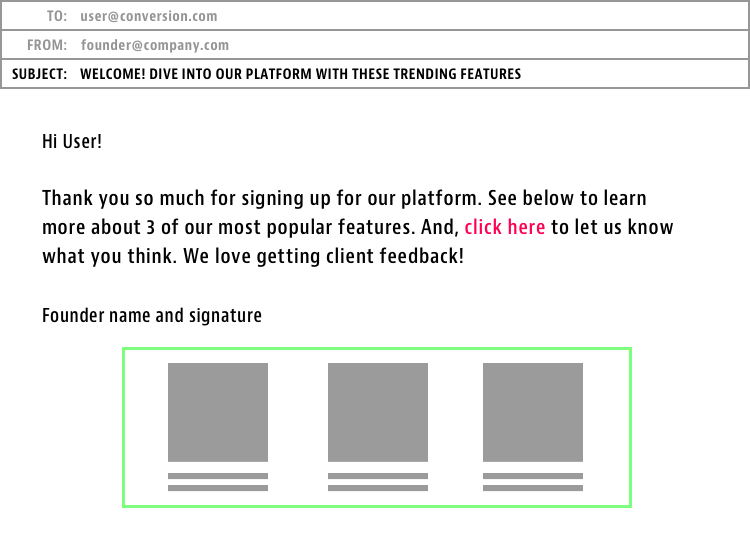 TO: user@conversion.com
FROM: founder@company.com
SUBJECT: WELCOME! DIVE INTO OUR PLATFORM WITH THESE TRENDING FEATURES
Hi User!
Thank you so much for signing up for our platform. See below to learn
more about 3 of our most popular features. And, click here to let us know
what you think. We love getting client feedback!
Founder name and signature